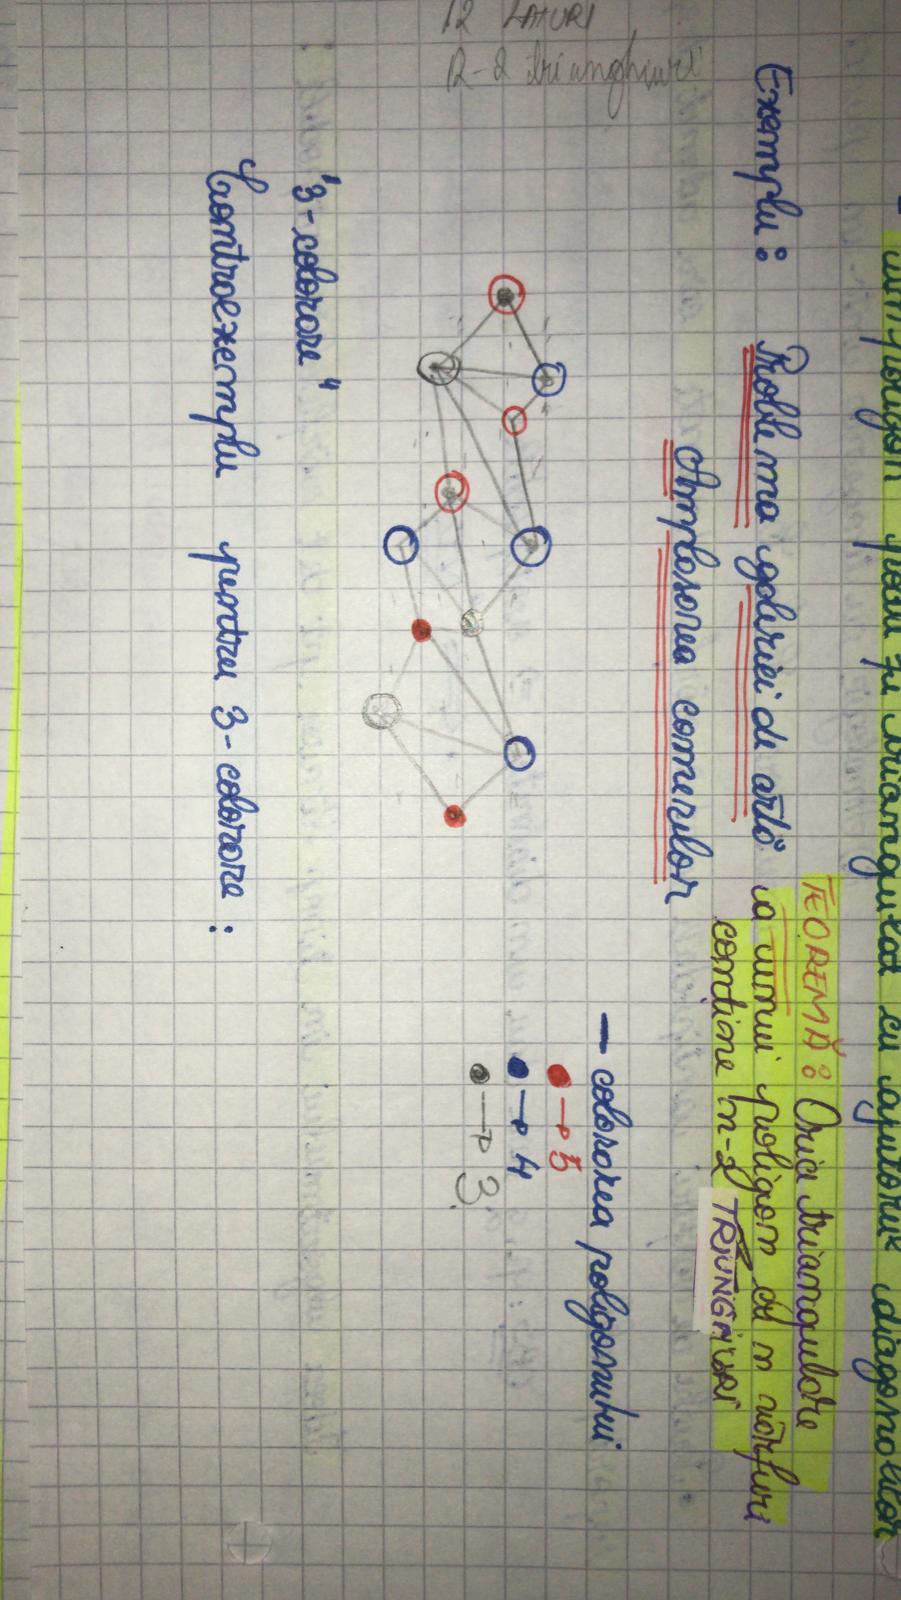 un poligon poate fi triangulat cu ajutorul diagonalelor
TEOREMĂ: Orice triangulare
a unui poligon cu n vârfuri
conține n-2 TRIUNGHIURI
Exemplu: Problema galeriei de artă
Amplasarea camerelor
12 LATURI
12-2 triunghiuri
— colorarea poligonului
→ 5
→ 4
→ 3.
"3-colorare"
Contraexemplu pentru 3-colorare: